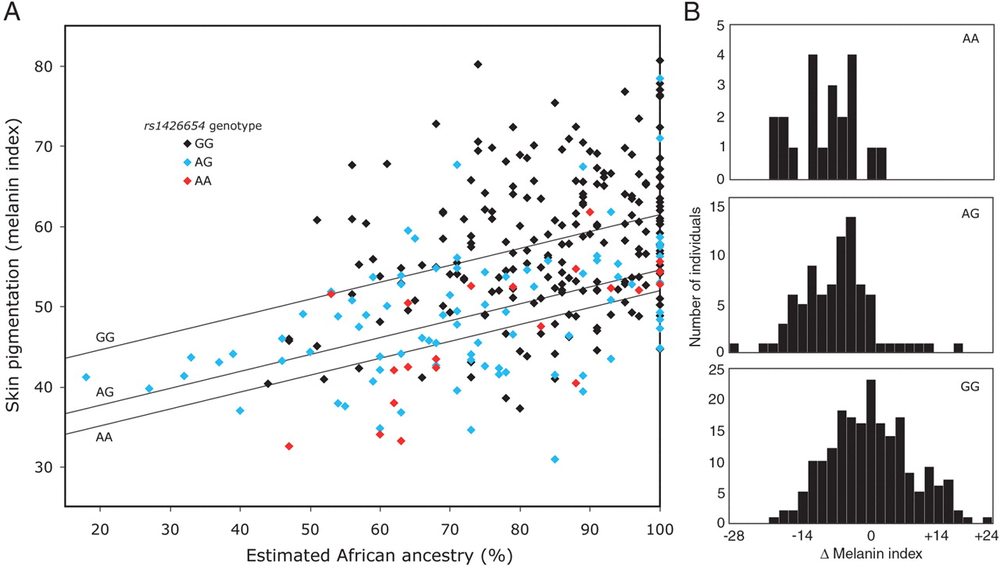 A
Skin pigmentation (melanin index)
80
70
60
50
40
30
rs1426654 genotype
GG
AG
AA
GG
AG
AA
20 30 40 50 60 70 80 90 100
Estimated African ancestry (%)
B
Number of individuals
5
4
3
2
1
0
AA
15
10
5
0
AG
25
20
15
10
5
0
GG
-28 -14 0 +14 +24
Δ Melanin index